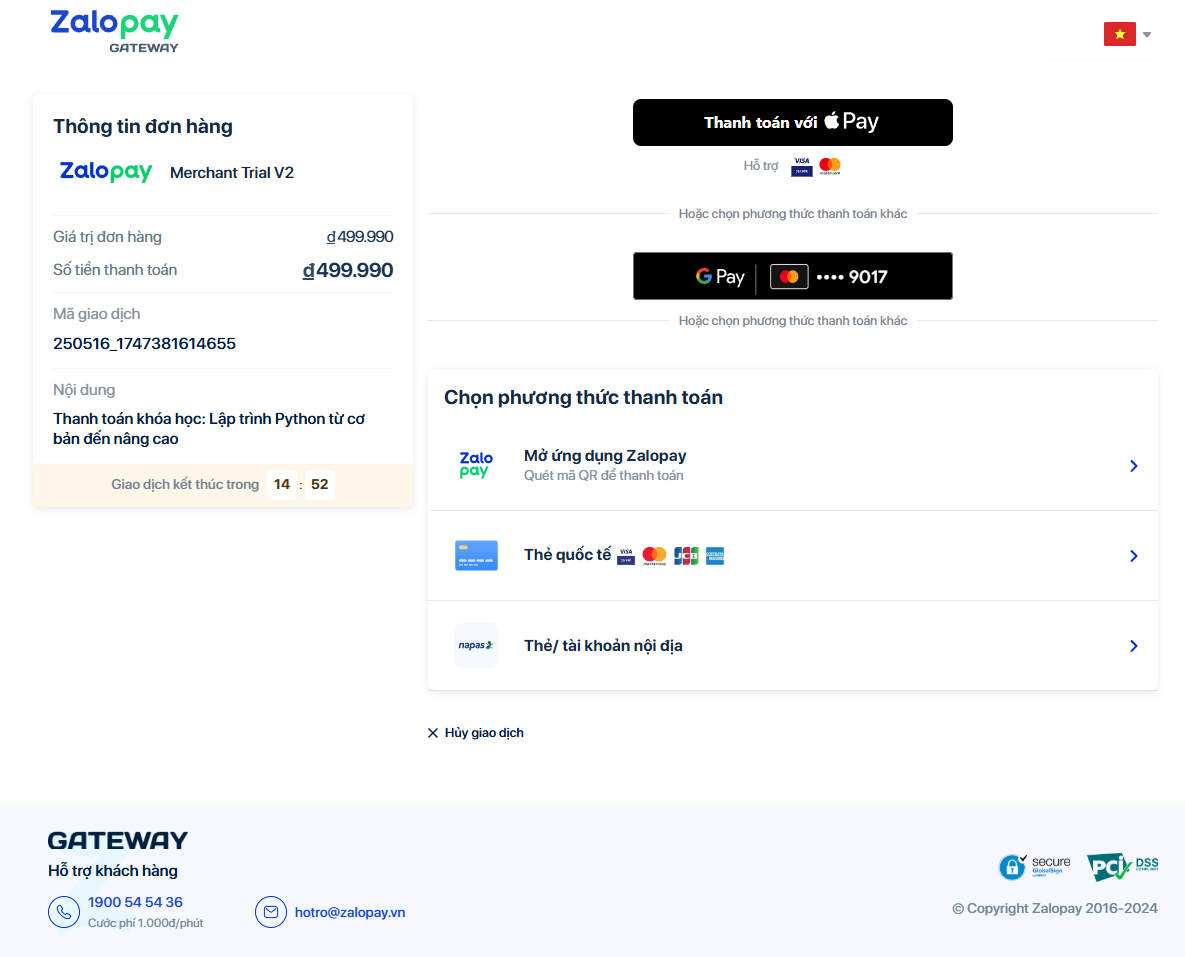 Zalopay
GATEWAY
Thông tin đơn hàng
Zalopay Merchant Trial V2
Giá trị đơn hàng ₫499.990
Số tiền thanh toán ₫499.990
Mã giao dịch
250516_1747381614655
Nội dung
Thanh toán khóa học: Lập trình Python từ cơ
bản đến nâng cao
Giao dịch kết thúc trong 14 : 52
Thanh toán với Pay
Hỗ trợ VISA
Hoặc chọn phương thức thanh toán khác
G Pay •••• 9017
Hoặc chọn phương thức thanh toán khác
Chọn phương thức thanh toán
Zalo
pay
Mở ứng dụng Zalopay
Quét mã QR để thanh toán
Thẻ quốc tế VISA JCB
napas
Thẻ/ tài khoản nội địa
Hủy giao dịch
GATEWAY
Hỗ trợ khách hàng
1900 54 54 36
Cước phí 1.000đ/phút
hotro@zalopay.vn
secure
GlobalSign
PCI DSS
COMPLIANT
© Copyright Zalopay 2016-2024